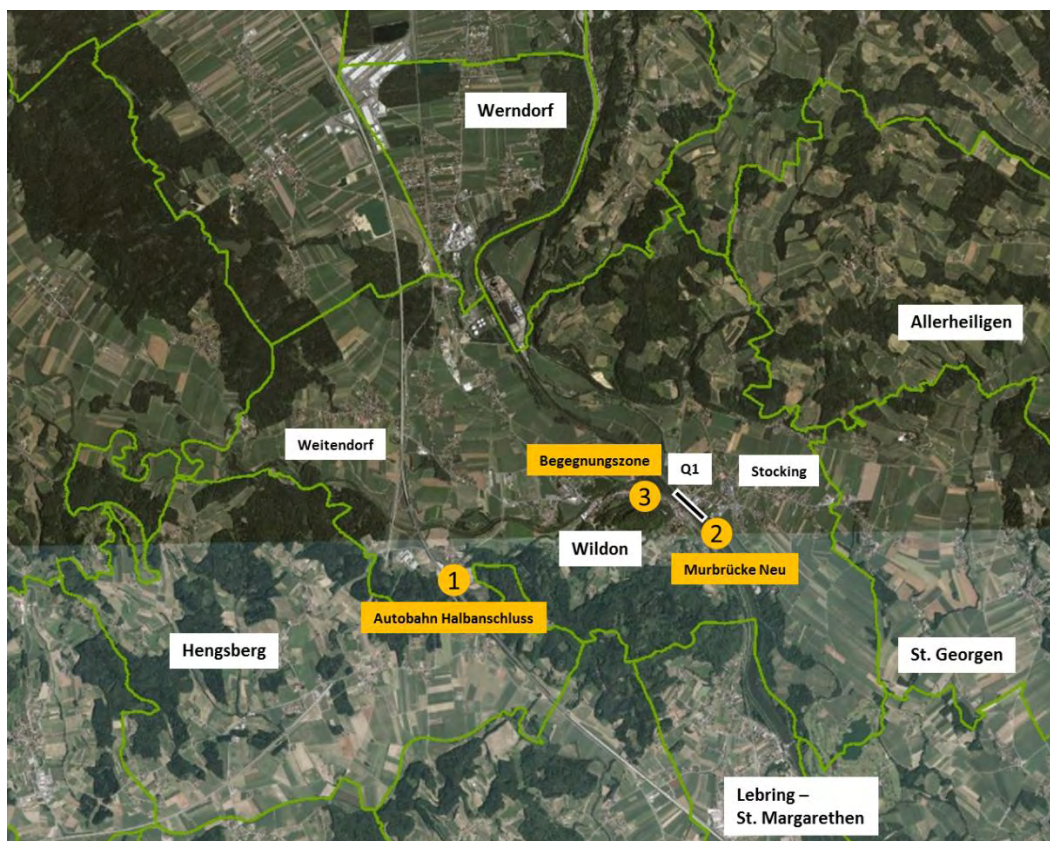 Werndorf
Allerheiligen
Weitendorf
Begegnungszone
Q1
Stocking
3
2
Wildon
Murbrücke Neu
1
Autobahn Halbanschluss
Hengsberg
St. Georgen
Lebring –
St. Margarethen